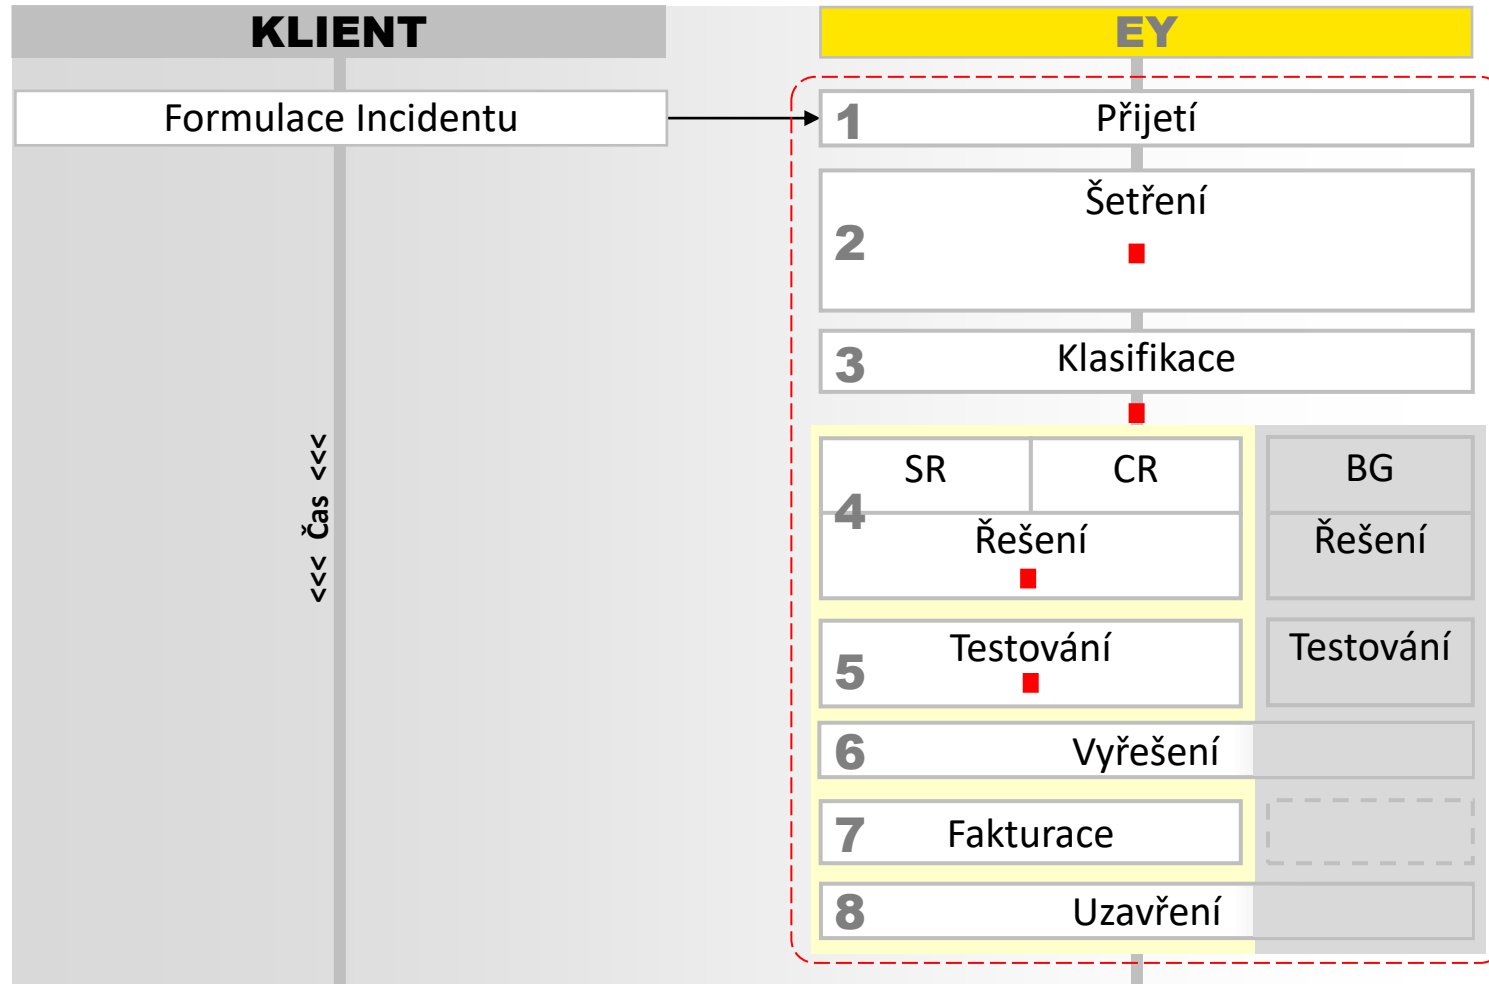 KLIENT
EY
Formulace Incidentu
1 Přijetí
2 Šetření
3 Klasifikace
<<< Čas <<<
4 SR CR
BG
Řešení
Řešení
5 Testování
Testování
6 Vyřešení
7 Fakturace
8 Uzavření